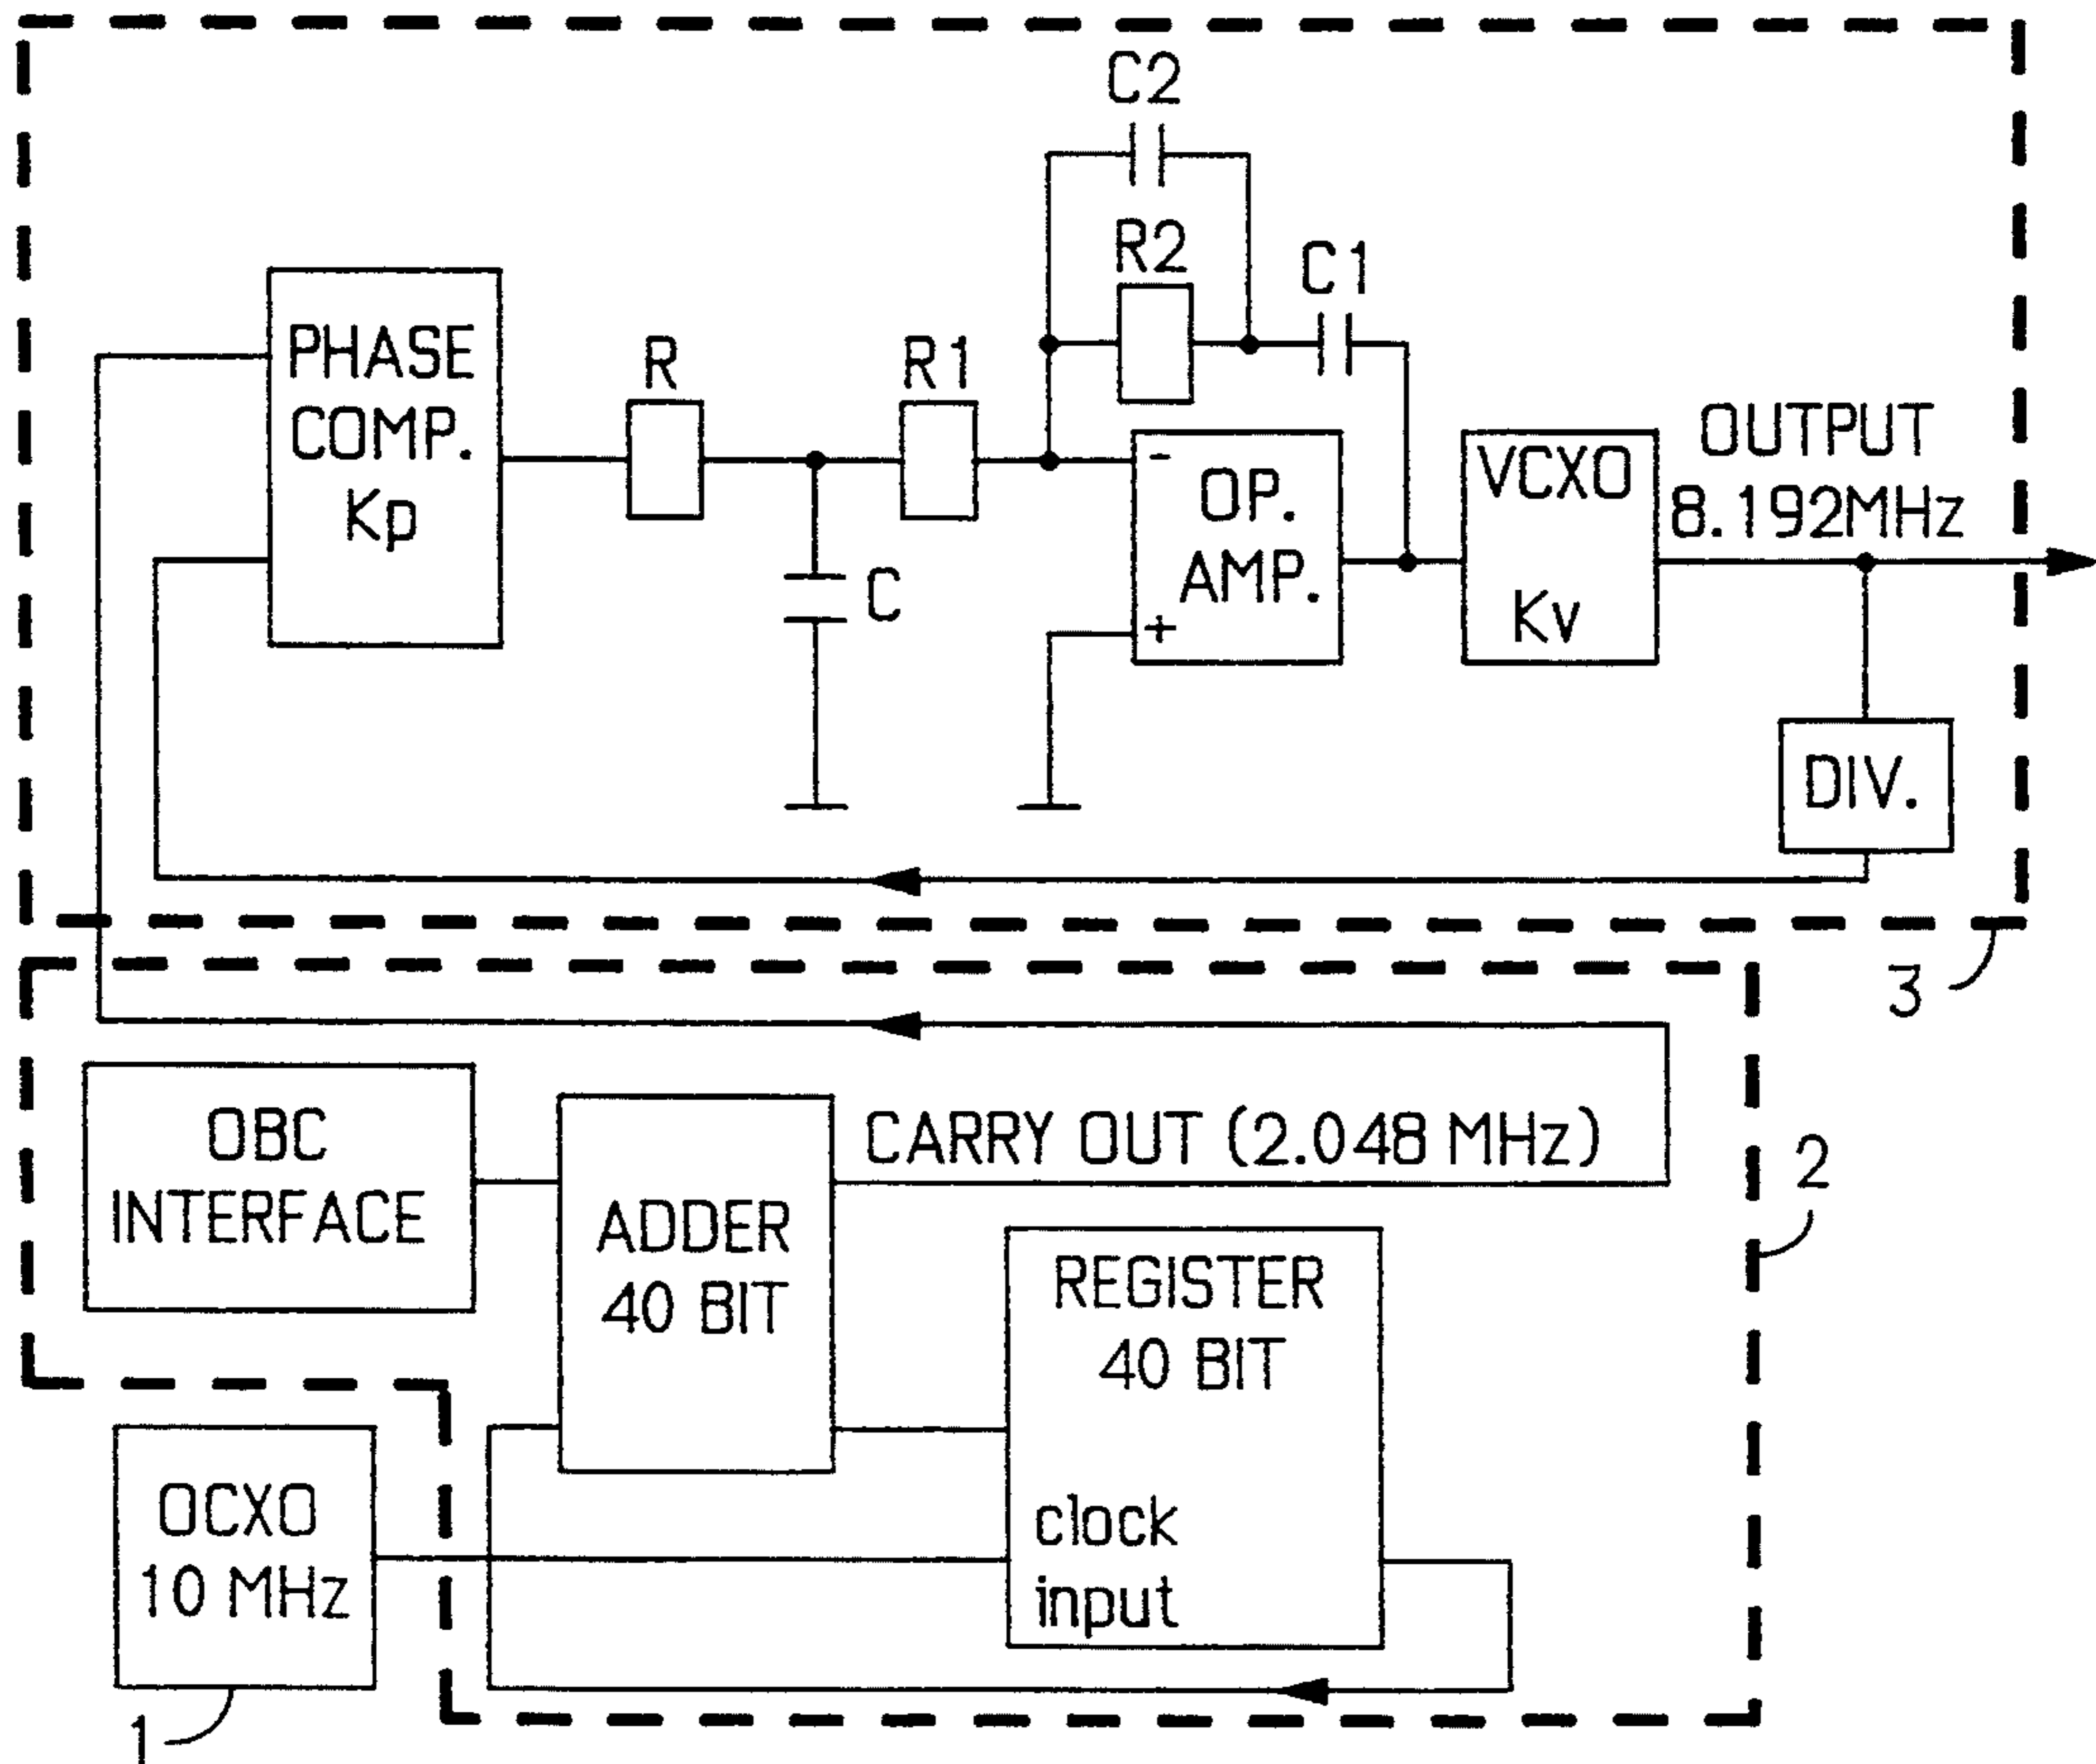 C2
R2
C1
PHASE
COMP.
Kp
R
R1
C
-
OP.
AMP.
+
VCXO
Kv
OUTPUT
8.192MHz
DIV.
3
OBC
INTERFACE
ADDER
40 BIT
CARRY OUT (2.048 MHz)
2
REGISTER
40 BIT
clock
input
OCXO
10 MHz
1